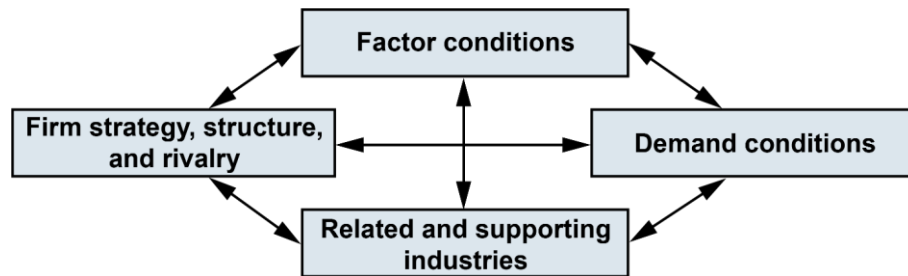 Factor conditions
Firm strategy, structure,
and rivalry
Demand conditions
Related and supporting
industries